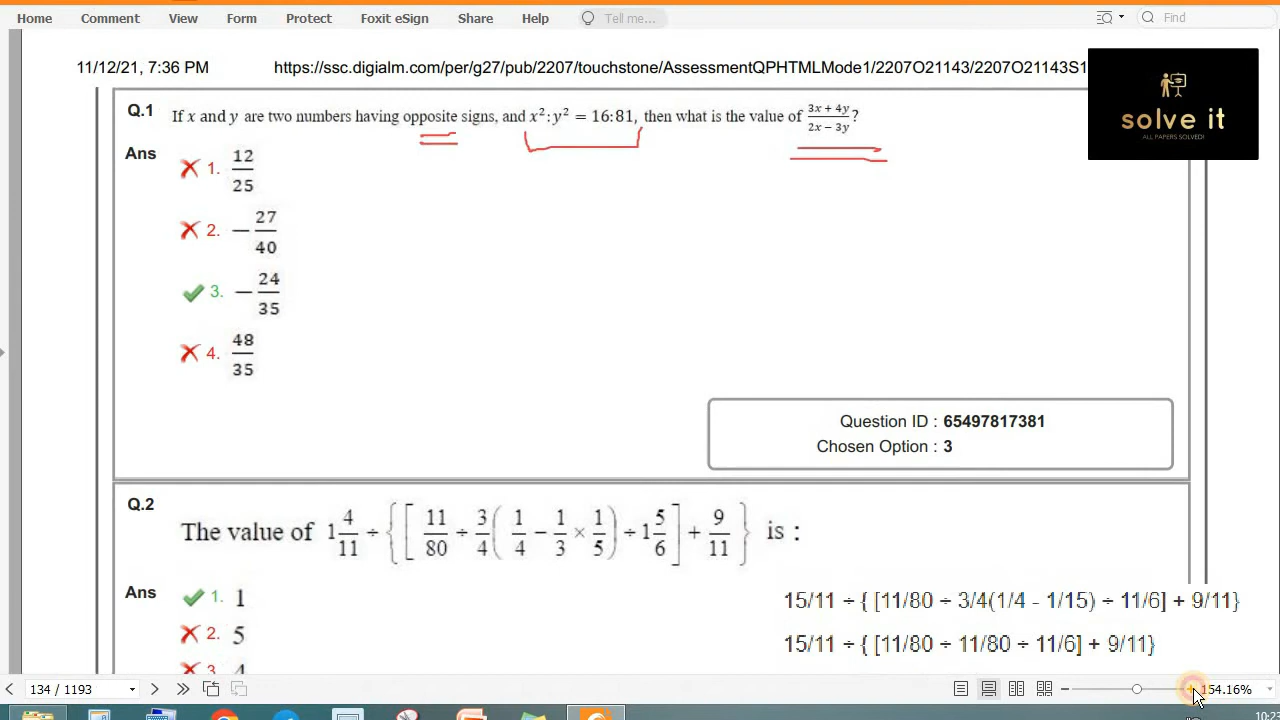 Home Comment View Form Protect Foxit eSign Share Help Tell me... Find
11/12/21, 7:36 PM https://ssc.digialm.com/per/g27/pub/2207/touchstone/AssessmentQPHTMLMode1/2207O21143/2207O21143S1
solve it
ALL PAPERS SOLVED!
Q.1 If x and y are two numbers having opposite signs, and x²:y² = 16:81, then what is the value of (3x + 4y)/(2x − 3y)?
Ans
1. 12/25
2. −27/40
3. −24/35
4. 48/35
Question ID : 65497817381
Chosen Option : 3
Q.2
The value of 1 4/11 ÷ { [ 11/80 ÷ 3/4 ( 1/4 − 1/3 × 1/5 ) ÷ 1 5/6 ] + 9/11 } is :
Ans
1. 1
2. 5
3. 4
15/11 ÷ { [11/80 ÷ 3/4(1/4 - 1/15) ÷ 11/6] + 9/11}
15/11 ÷ { [11/80 ÷ 11/80 ÷ 11/6] + 9/11}
134 / 1193 154.16%
10:23